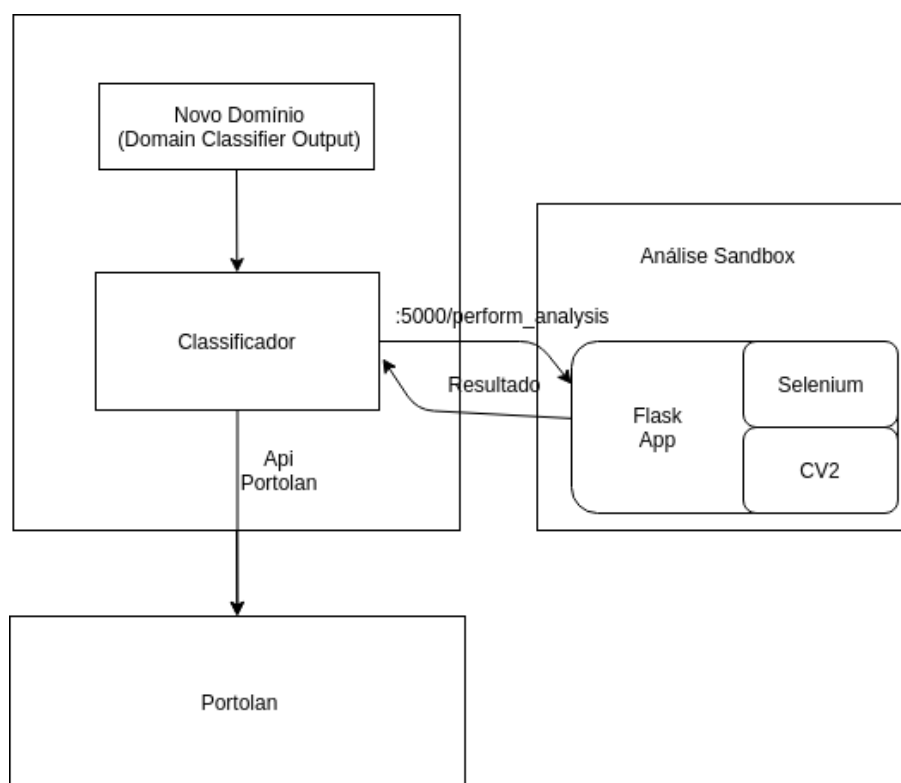 Novo Domínio
(Domain Classifier Output)
Análise Sandbox
:5000/perform_analysis
Classificador
Resultado
Selenium
Flask
App
CV2
Api
Portolan
Portolan